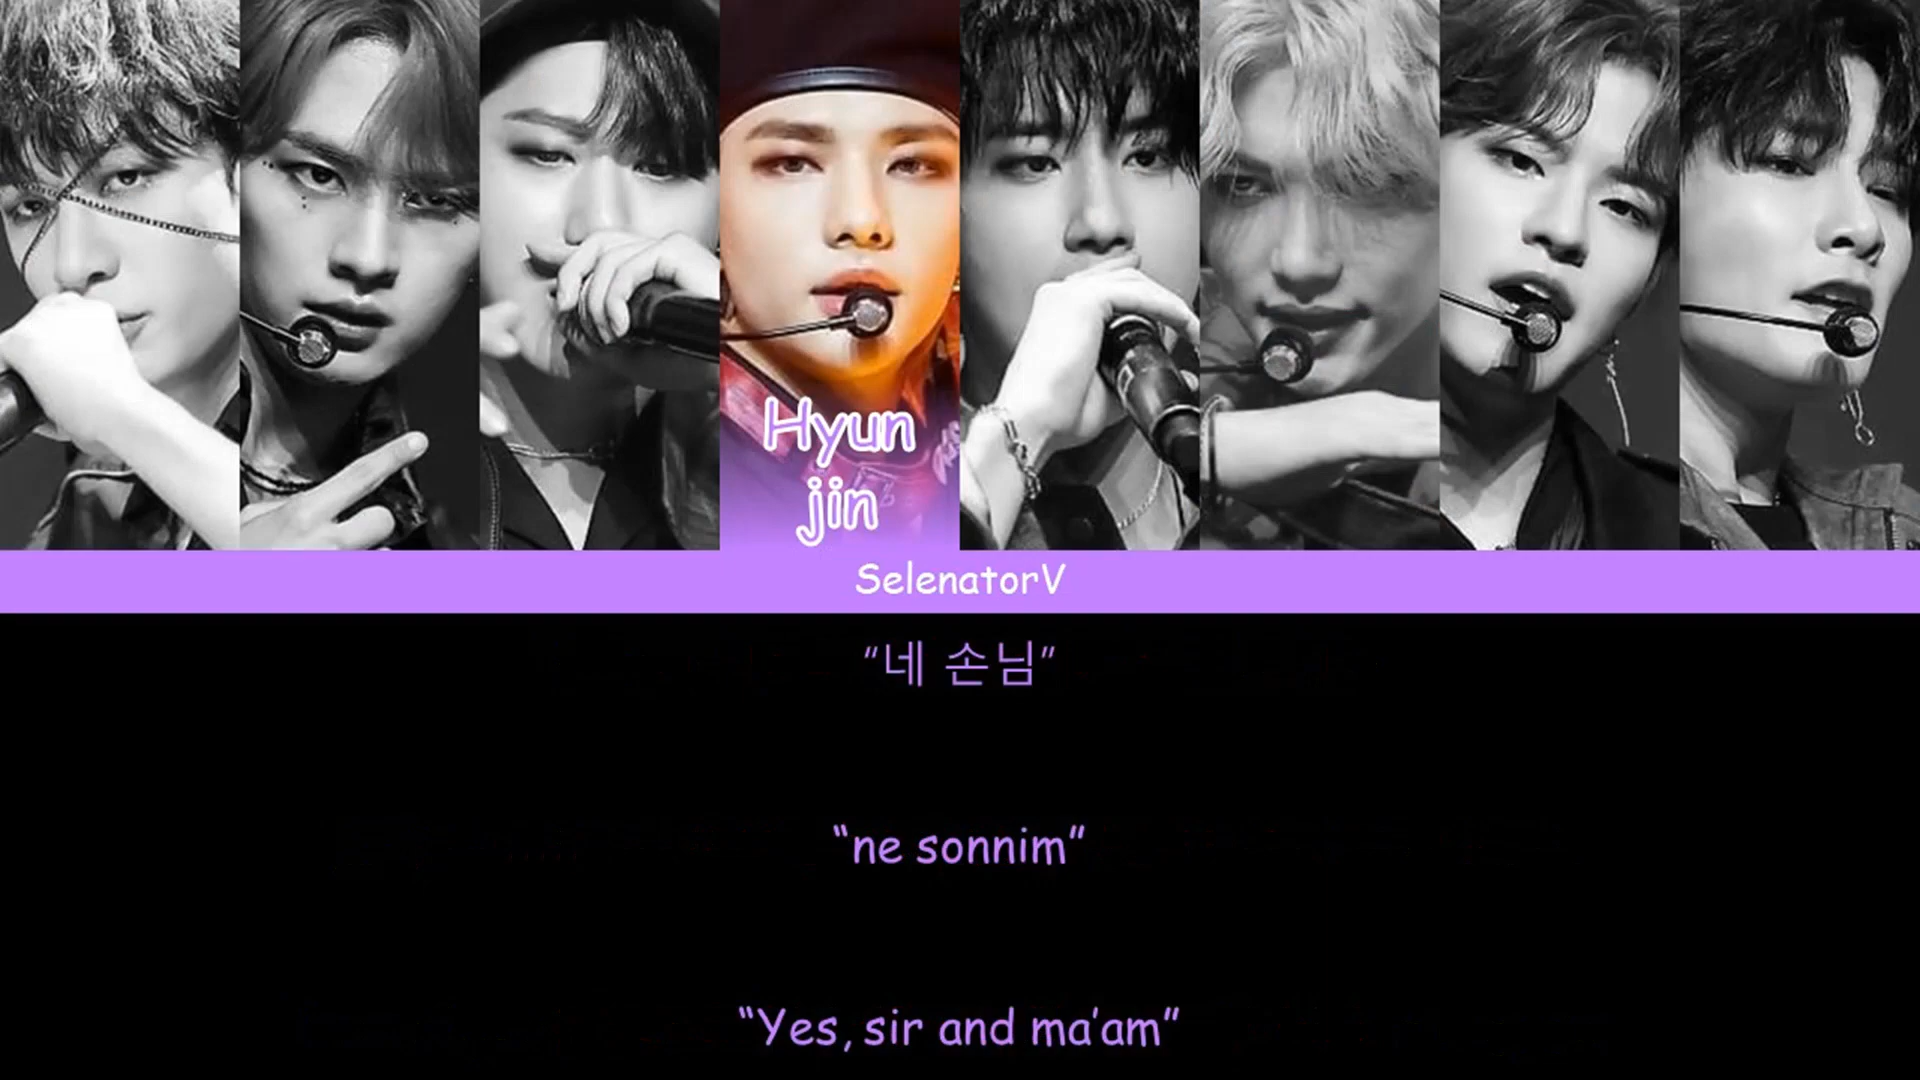 Hyun
jin
SelenatorV
"네 손님"
“ne sonnim”
“Yes, sir and ma’am”